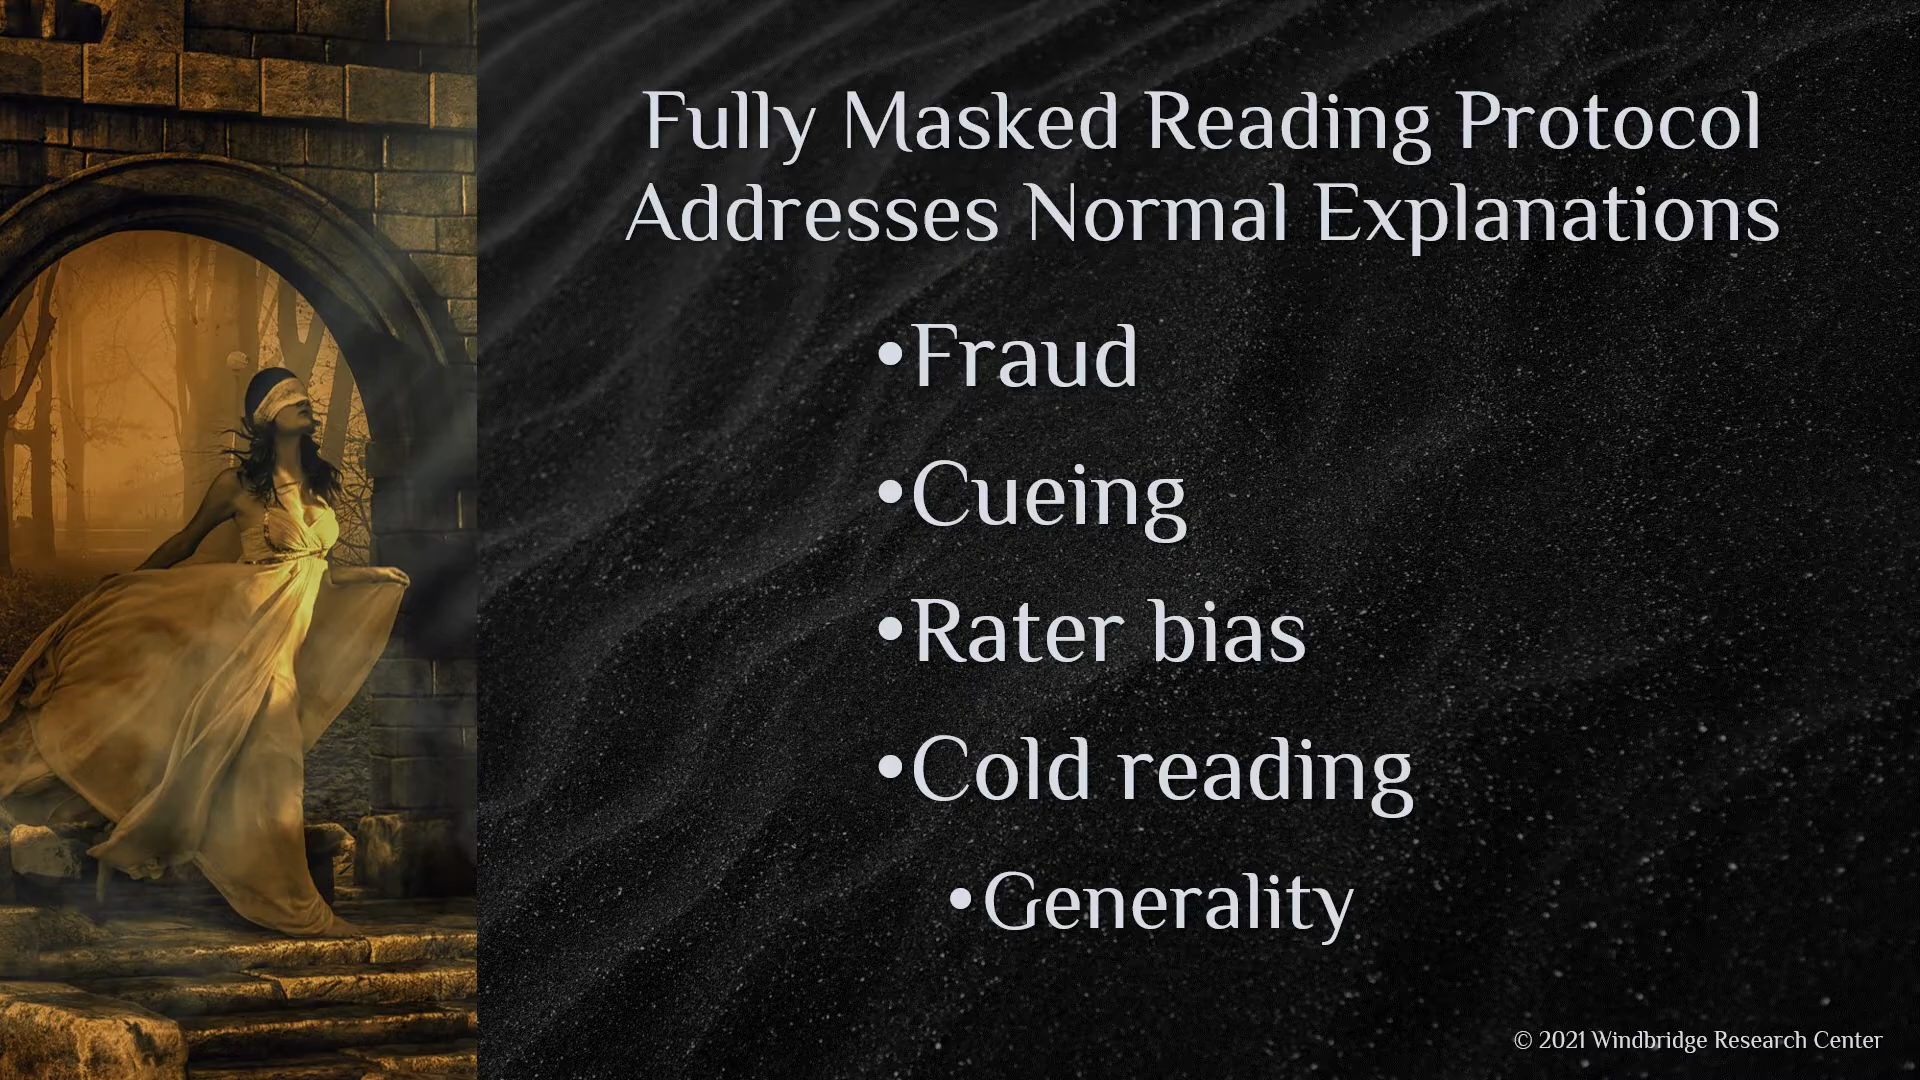 Fully Masked Reading Protocol
Addresses Normal Explanations
•Fraud
•Cueing
•Rater bias
•Cold reading
•Generality
© 2021 Windbridge Research Center